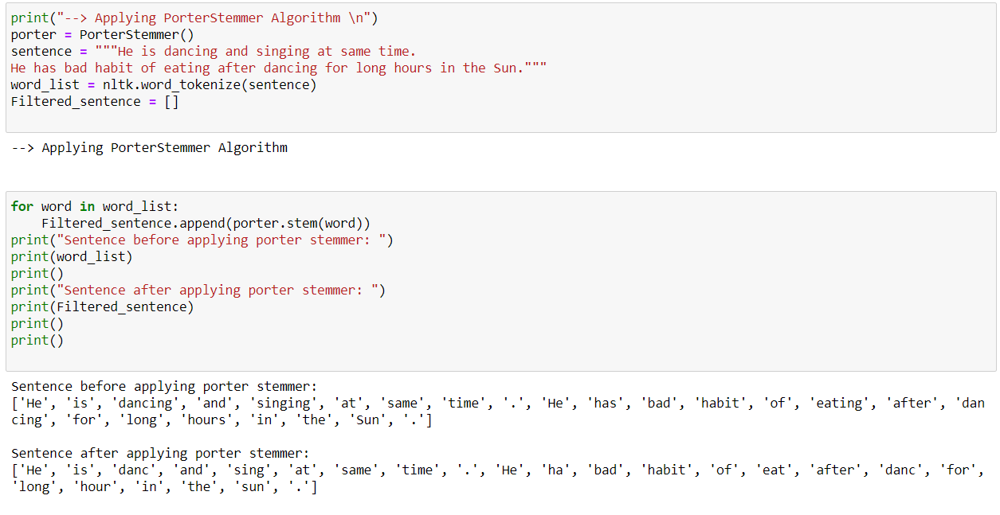 print("--> Applying PorterStemmer Algorithm \n")
porter = PorterStemmer()
sentence = """He is dancing and singing at same time.
He has bad habit of eating after dancing for long hours in the Sun."""
word_list = nltk.word_tokenize(sentence)
Filtered_sentence = []
--> Applying PorterStemmer Algorithm
for word in word_list:
    Filtered_sentence.append(porter.stem(word))
print("Sentence before applying porter stemmer: ")
print(word_list)
print()
print("Sentence after applying porter stemmer: ")
print(Filtered_sentence)
print()
print()
Sentence before applying porter stemmer:
['He', 'is', 'dancing', 'and', 'singing', 'at', 'same', 'time', '.', 'He', 'has', 'bad', 'habit', 'of', 'eating', 'after', 'dan
cing', 'for', 'long', 'hours', 'in', 'the', 'Sun', '.']
Sentence after applying porter stemmer:
['He', 'is', 'danc', 'and', 'sing', 'at', 'same', 'time', '.', 'He', 'ha', 'bad', 'habit', 'of', 'eat', 'after', 'danc', 'for',
'long', 'hour', 'in', 'the', 'sun', '.']